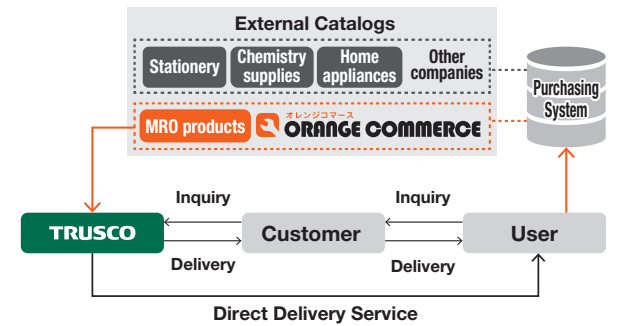 External Catalogs
Stationery
Chemistry
supplies
Home
appliances
Other
companies
Purchasing
System
MRO products
オレンジコマース
ORANGE COMMERCE
Inquiry
Inquiry
TRUSCO
Customer
User
Delivery
Delivery
Direct Delivery Service